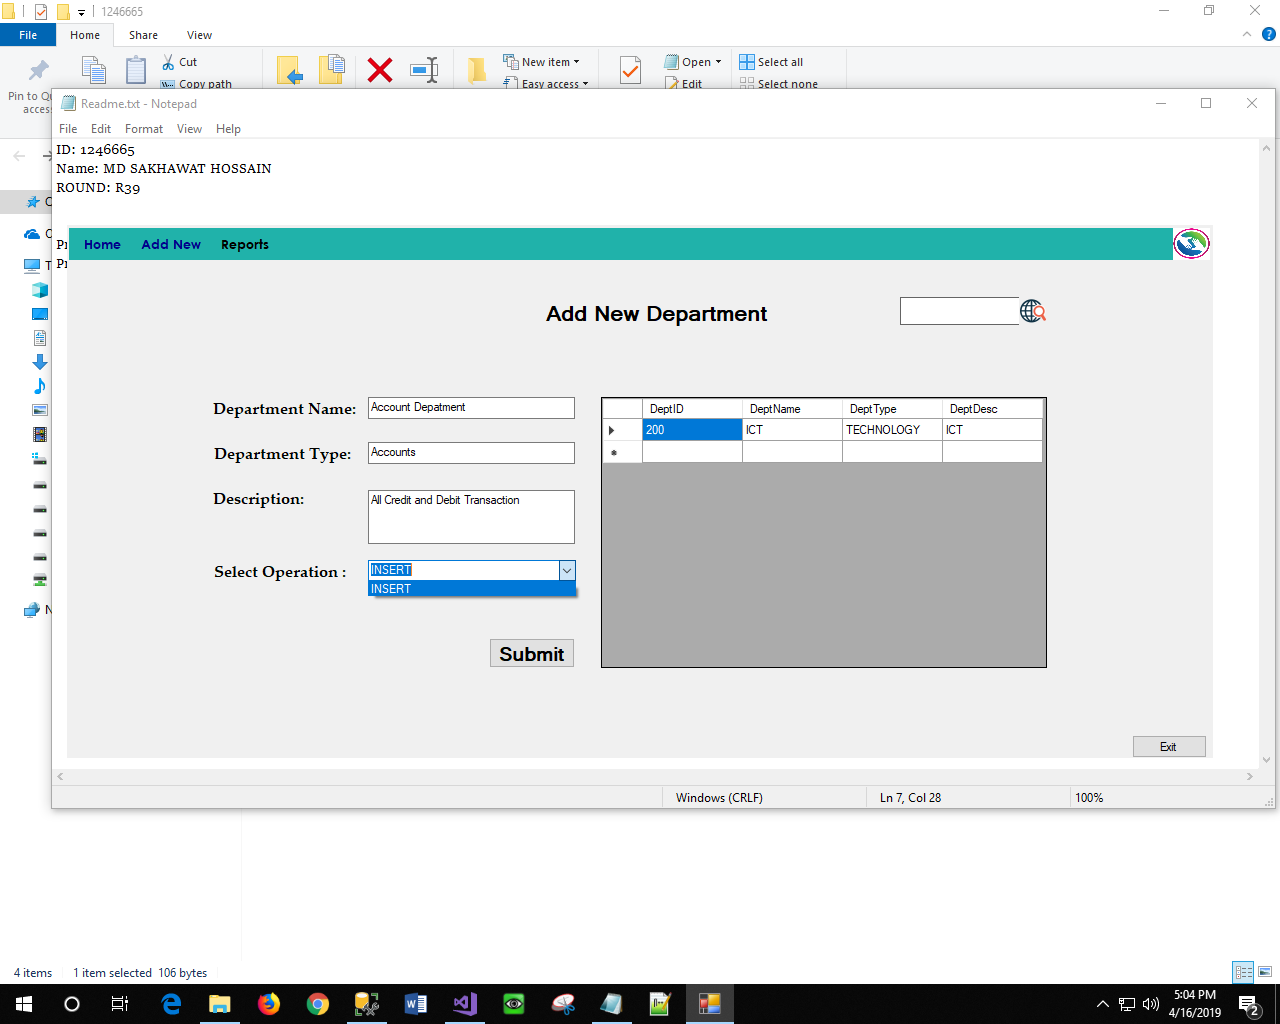 1246665
File Home Share View
Cut
Copy path
New item
Easy access
Open
Edit
Select all
Select none
Pin to Qu
access
Readme.txt - Notepad
File Edit Format View Help
ID: 1246665
Name: MD SAKHAWAT HOSSAIN
ROUND: R39
Home Add New Reports
Add New Department
Department Name: Account Depatment
Department Type: Accounts
Description: All Credit and Debit Transaction
Select Operation : INSERT
INSERT
Submit
DeptID DeptName DeptType DeptDesc
200 ICT TECHNOLOGY ICT
Exit
Windows (CRLF) Ln 7, Col 28 100%
4 items 1 item selected 106 bytes
5:04 PM
4/16/2019
2